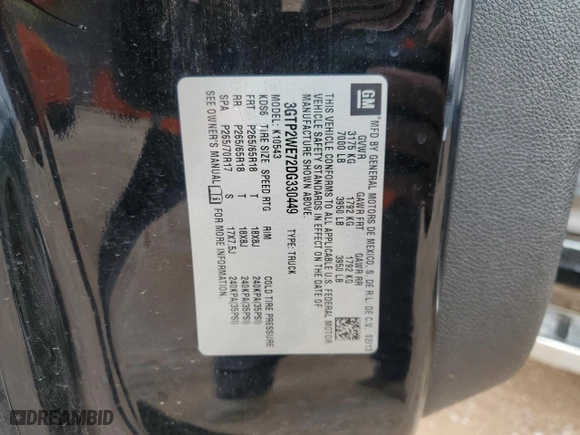 GM
MFD BY GENERAL MOTORS DE MEXICO, S. DE R.L. DE C.V.
GVWR GAWR FRT GAWR RR
3175 KG 1792 KG 1792 KG
7000 LB 3950 LB 3950 LB
THIS VEHICLE CONFORMS TO ALL APPLICABLE U.S. FEDERAL MOTOR
VEHICLE SAFETY STANDARDS IN EFFECT ON THE DATE OF
MANUFACTURE SHOWN ABOVE.
3GTP2WE72DG330449 TYPE: TRUCK
MODEL: K10543
KDS6 TIRE SIZE SPEED RTG RIM COLD TIRE PRESSURE
FRT P265/65R18 T 18X8J 240KPA(35PSI)
RR P265/65R18 T 18X8J 240KPA(35PSI)
SPA P265/70R17 S 17X7.5J 240KPA(35PSI)
SEE OWNER'S MANUAL FOR MORE INFORMATION.
DREAMBID